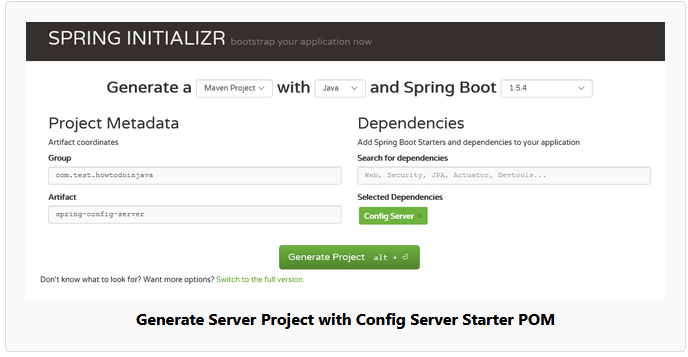 SPRING INITIALIZR bootstrap your application now
Generate a Maven Project with Java and Spring Boot 1.5.4
Project Metadata
Artifact coordinates
Group
com.test.howtodoinjava
Artifact
spring-config-server
Dependencies
Add Spring Boot Starters and dependencies to your application
Search for dependencies
Web, Security, JPA, Actuator, Devtools...
Selected Dependencies
Config Server ×
Generate Project alt + ⏎
Don't know what to look for? Want more options? Switch to the full version.
Generate Server Project with Config Server Starter POM